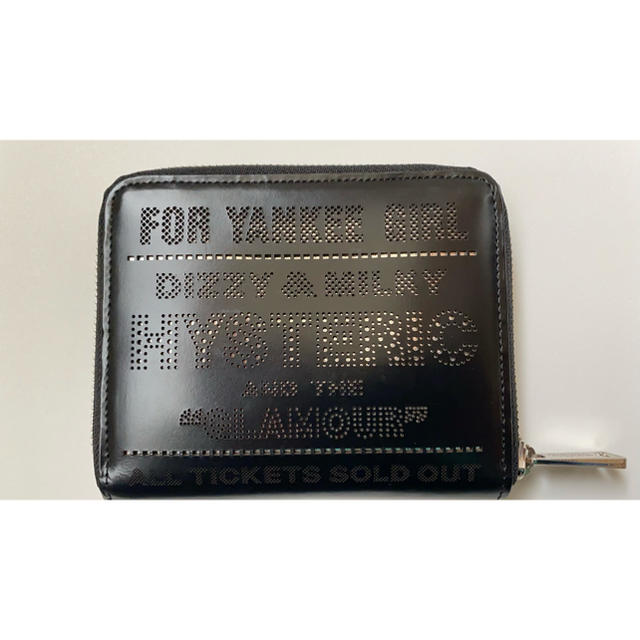 FOR YANKEE GIRL
DIZZY & MILKY
HYSTERIC
AND THE
"GLAMOUR"
ALL TICKETS SOLD OUT